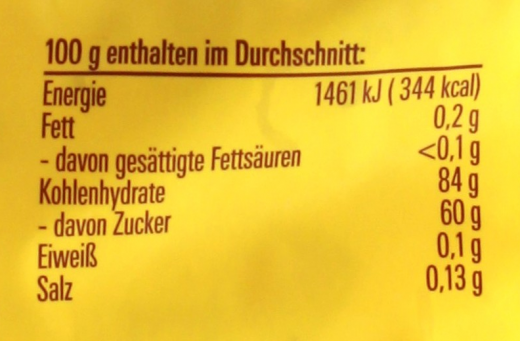 100 g enthalten im Durchschnitt:
Energie 1461 kJ ( 344 kcal)
Fett 0,2 g
- davon gesättigte Fettsäuren <0,1 g
Kohlenhydrate 84 g
- davon Zucker 60 g
Eiweiß 0,1 g
Salz 0,13 g